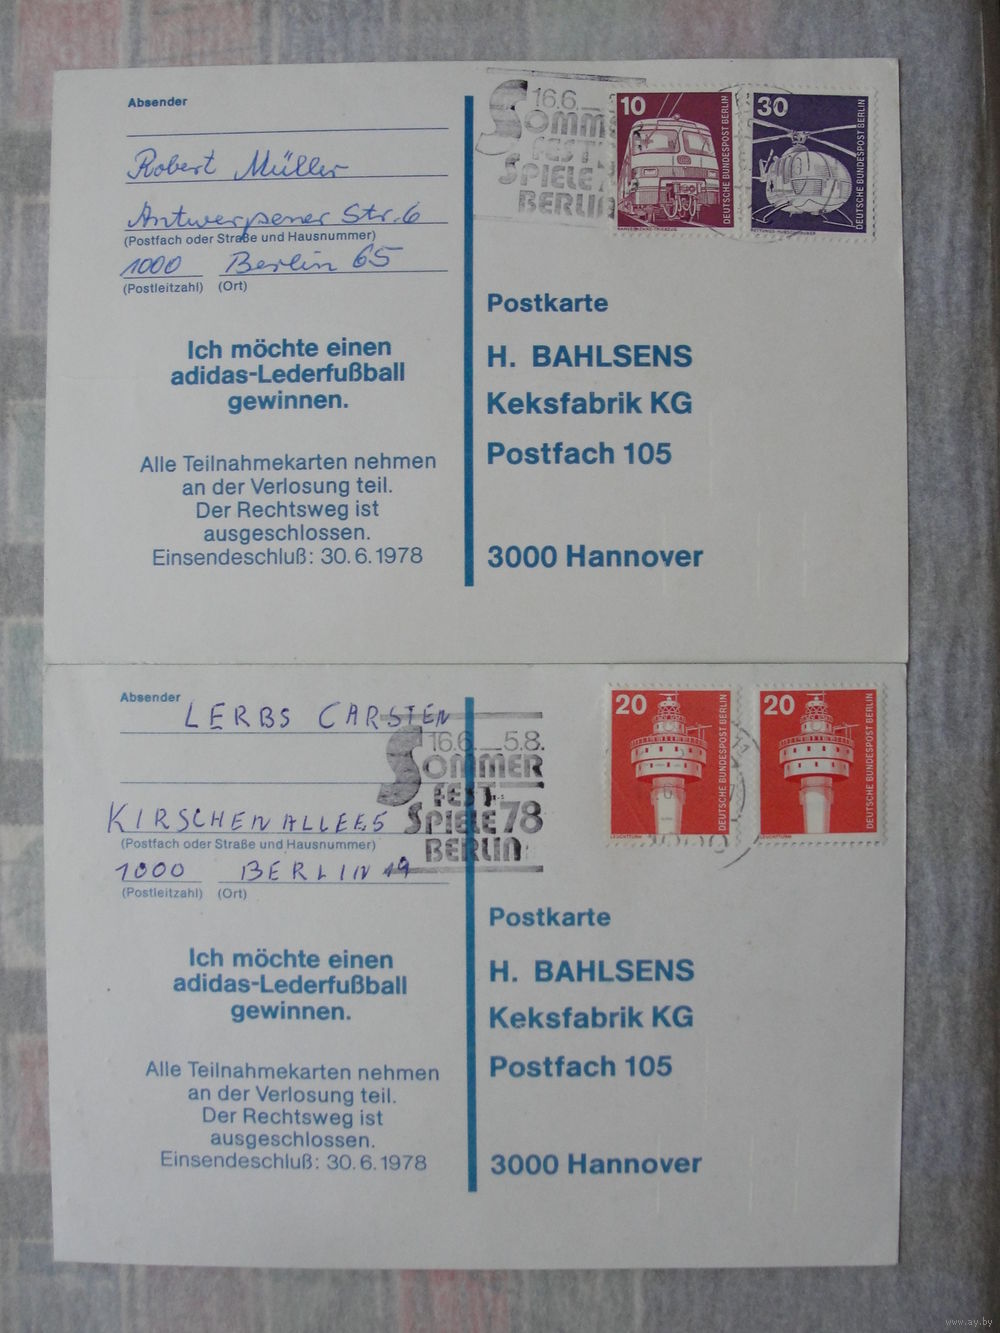 Absender
Robert Müller
Antwerpener Str. 6
(Postfach oder Straße und Hausnummer)
1000 Berlin 65
(Postleitzahl) (Ort)
Ich möchte einen
adidas-Lederfußball
gewinnen.
Alle Teilnahmekarten nehmen
an der Verlosung teil.
Der Rechtsweg ist
ausgeschlossen.
Einsendeschluß: 30.6.1978
16.6.
SOMM
FEST
SPIELE
BERLIN
10
DEUTSCHE BUNDESPOST BERLIN
30
DEUTSCHE BUNDESPOST BERLIN
Postkarte
H. BAHLSENS
Keksfabrik KG
Postfach 105
3000 Hannover
Absender
LERBS CARSTEN
KIRSCHENALLEE 5
(Postfach oder Straße und Hausnummer)
1000 BERLIN 19
(Postleitzahl) (Ort)
Ich möchte einen
adidas-Lederfußball
gewinnen.
Alle Teilnahmekarten nehmen
an der Verlosung teil.
Der Rechtsweg ist
ausgeschlossen.
Einsendeschluß: 30.6.1978
16.6.__5.8.
SOMMER
FEST-
SPIELE 78
BERLIN
20
DEUTSCHE BUNDESPOST BERLIN
LEUCHTTURM
20
DEUTSCHE BUNDESPOST BERLIN
LEUCHTTURM
Postkarte
H. BAHLSENS
Keksfabrik KG
Postfach 105
3000 Hannover
www.ay.by